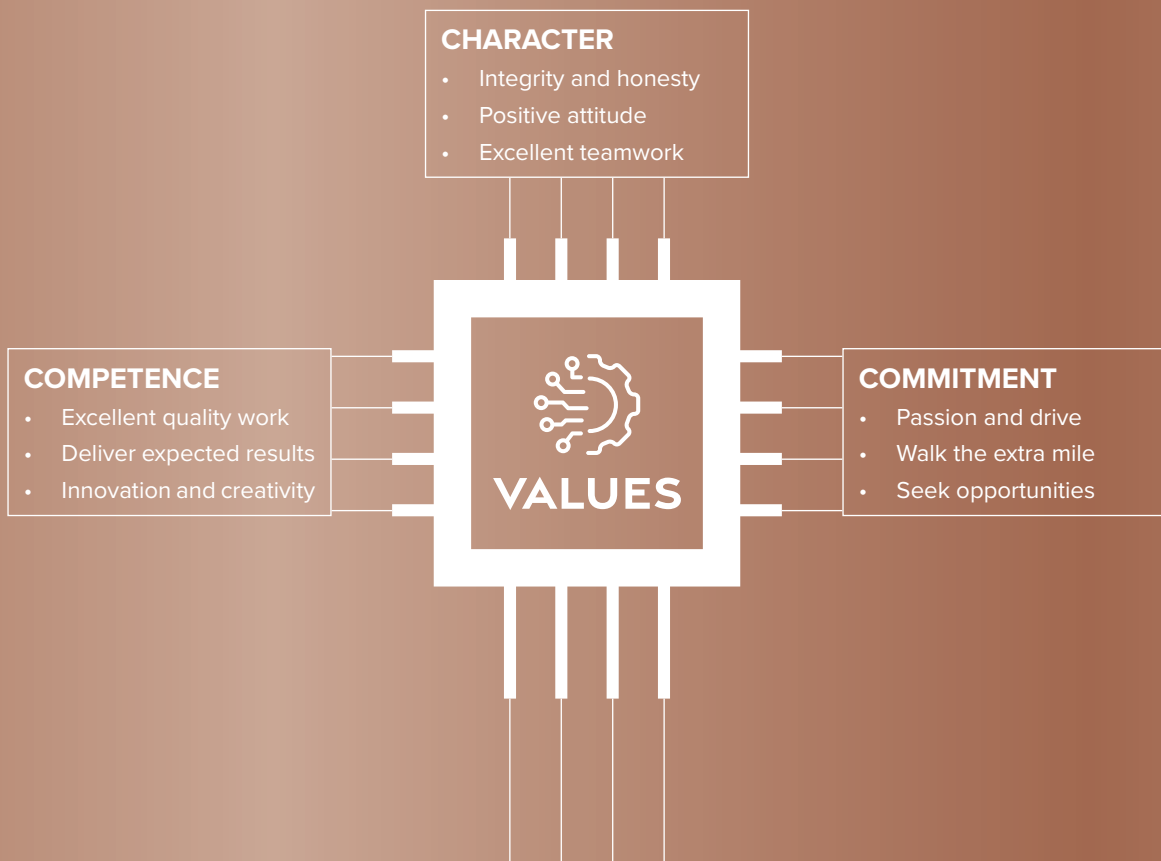 CHARACTER
• Integrity and honesty
• Positive attitude
• Excellent teamwork
COMPETENCE
• Excellent quality work
• Deliver expected results
• Innovation and creativity
VALUES
COMMITMENT
• Passion and drive
• Walk the extra mile
• Seek opportunities